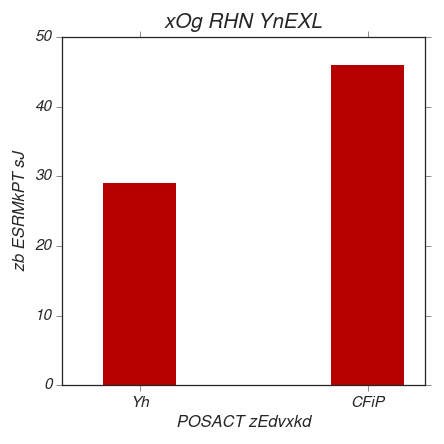 xOg RHN YnEXL
50
40
30
20
10
0
zb ESRMkPT sJ
Yh CFiP
POSACT zEdvxkd